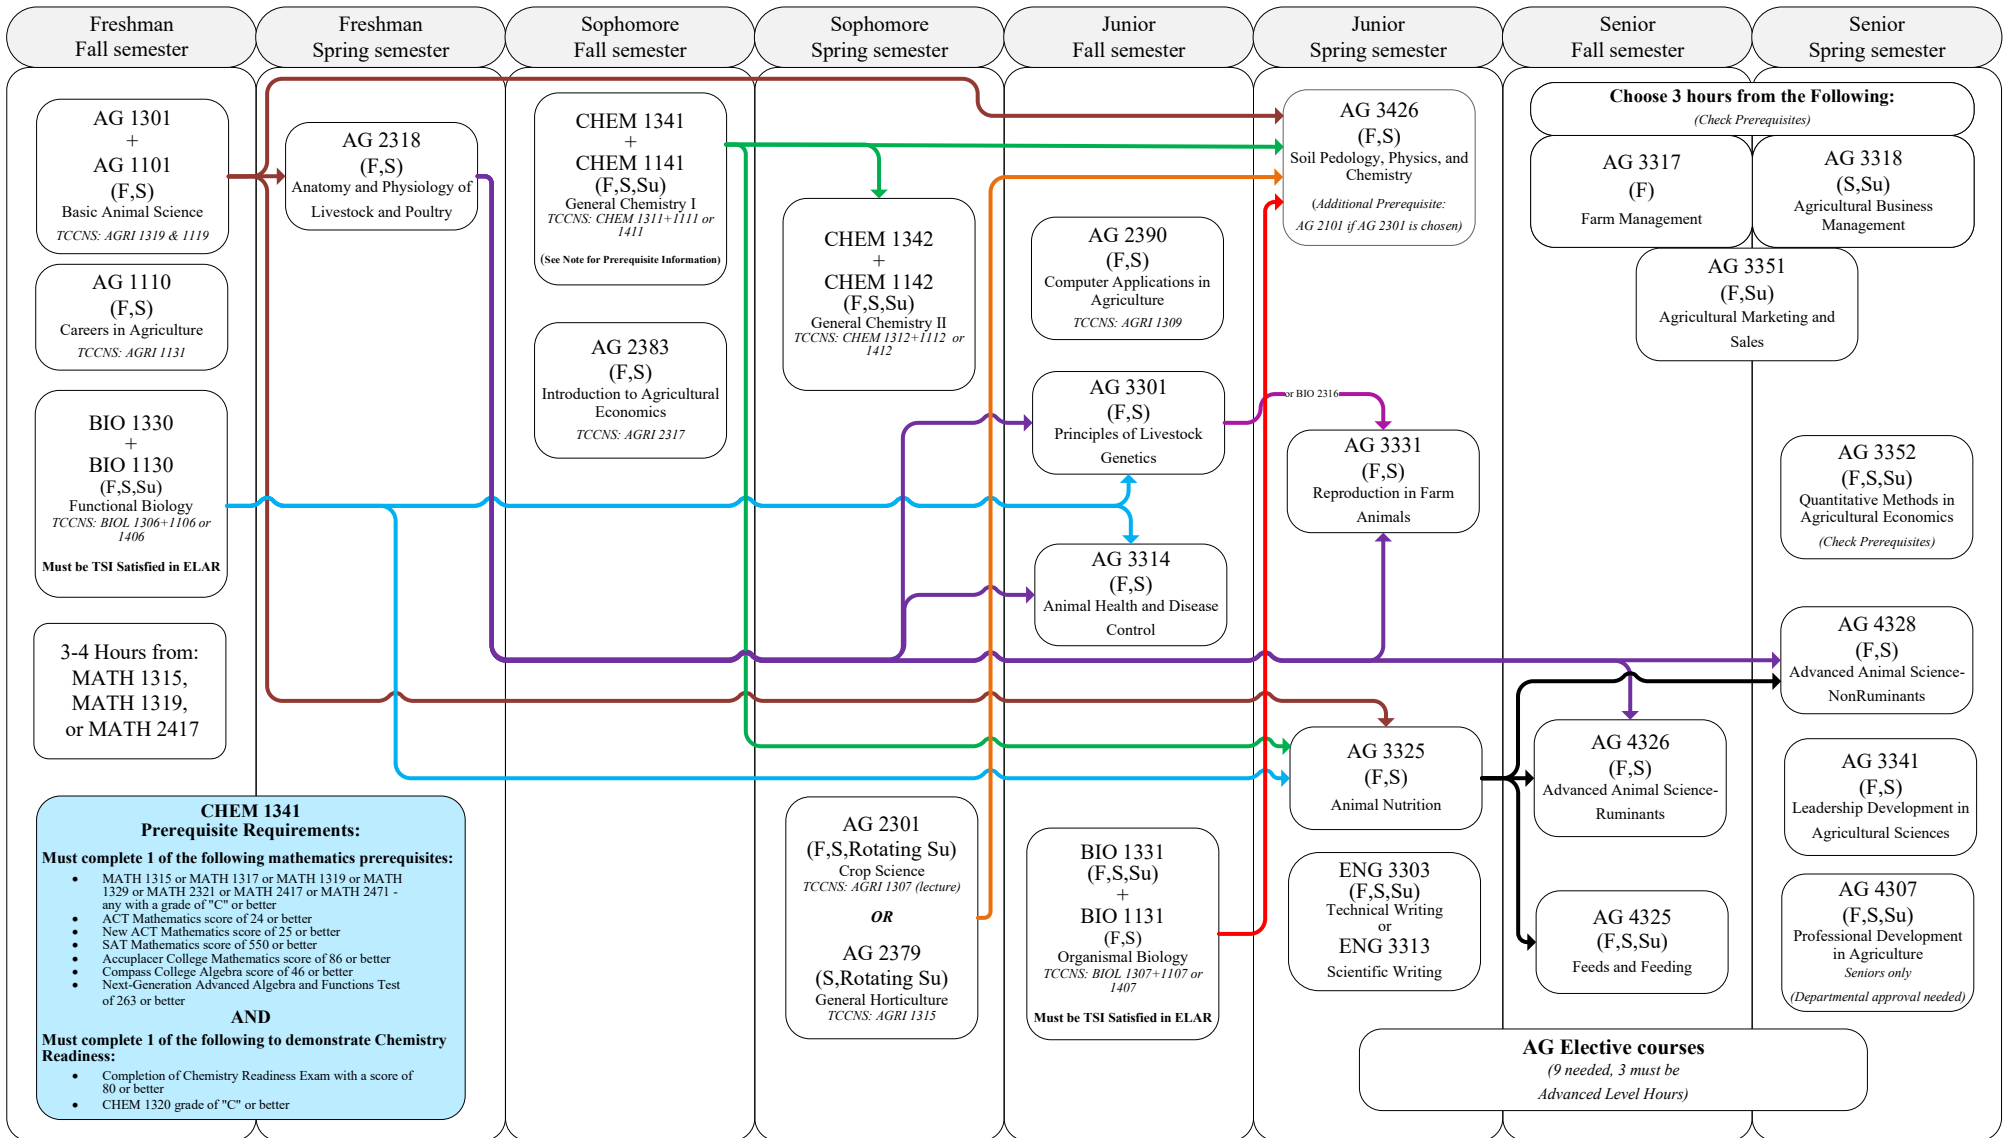 Freshman
Fall semester
Freshman
Spring semester
Sophomore
Fall semester
Sophomore
Spring semester
Junior
Fall semester
Junior
Spring semester
Senior
Fall semester
Senior
Spring semester
AG 1301
+
AG 1101
(F,S)
Basic Animal Science
TCCNS: AGRI 1319 & 1119
AG 1110
(F,S)
Careers in Agriculture
TCCNS: AGRI 1131
BIO 1330
+
BIO 1130
(F,S,Su)
Functional Biology
TCCNS: BIOL 1306+1106 or
1406
Must be TSI Satisfied in ELAR
3-4 Hours from:
MATH 1315,
MATH 1319,
or MATH 2417
CHEM 1341
Prerequisite Requirements:
Must complete 1 of the following mathematics prerequisites:
• MATH 1315 or MATH 1317 or MATH 1319 or MATH
1329 or MATH 2321 or MATH 2417 or MATH 2471 -
any with a grade of "C" or better
• ACT Mathematics score of 24 or better
• New ACT Mathematics score of 25 or better
• SAT Mathematics score of 550 or better
• Accuplacer College Mathematics score of 86 or better
• Compass College Algebra score of 46 or better
• Next-Generation Advanced Algebra and Functions Test
of 263 or better
AND
Must complete 1 of the following to demonstrate Chemistry
Readiness:
• Completion of Chemistry Readiness Exam with a score of
80 or better
• CHEM 1320 grade of "C" or better
AG 2318
(F,S)
Anatomy and Physiology of
Livestock and Poultry
CHEM 1341
+
CHEM 1141
(F,S,Su)
General Chemistry I
TCCNS: CHEM 1311+1111 or
1411
(See Note for Prerequisite Information)
AG 2383
(F,S)
Introduction to Agricultural
Economics
TCCNS: AGRI 2317
CHEM 1342
+
CHEM 1142
(F,S,Su)
General Chemistry II
TCCNS: CHEM 1312+1112 or
1412
AG 2301
(F,S,Rotating Su)
Crop Science
TCCNS: AGRI 1307 (lecture)
OR
AG 2379
(S,Rotating Su)
General Horticulture
TCCNS: AGRI 1315
AG 2390
(F,S)
Computer Applications in
Agriculture
TCCNS: AGRI 1309
AG 3301
(F,S)
Principles of Livestock
Genetics
AG 3314
(F,S)
Animal Health and Disease
Control
BIO 1331
(F,S,Su)
+
BIO 1131
(F,S)
Organismal Biology
TCCNS: BIOL 1307+1107 or
1407
Must be TSI Satisfied in ELAR
AG 3426
(F,S)
Soil Pedology, Physics, and
Chemistry
(Additional Prerequisite:
AG 2101 if AG 2301 is chosen)
or BIO 2316
AG 3331
(F,S)
Reproduction in Farm
Animals
AG 3325
(F,S)
Animal Nutrition
ENG 3303
(F,S,Su)
Technical Writing
or
ENG 3313
Scientific Writing
Choose 3 hours from the Following:
(Check Prerequisites)
AG 3317
(F)
Farm Management
AG 3318
(S,Su)
Agricultural Business
Management
AG 3351
(F,Su)
Agricultural Marketing and
Sales
AG 4326
(F,S)
Advanced Animal Science-
Ruminants
AG 4325
(F,S,Su)
Feeds and Feeding
AG 3352
(F,S,Su)
Quantitative Methods in
Agricultural Economics
(Check Prerequisites)
AG 4328
(F,S)
Advanced Animal Science-
NonRuminants
AG 3341
(F,S)
Leadership Development in
Agricultural Sciences
AG 4307
(F,S,Su)
Professional Development
in Agriculture
Seniors only
(Departmental approval needed)
AG Elective courses
(9 needed, 3 must be
Advanced Level Hours)